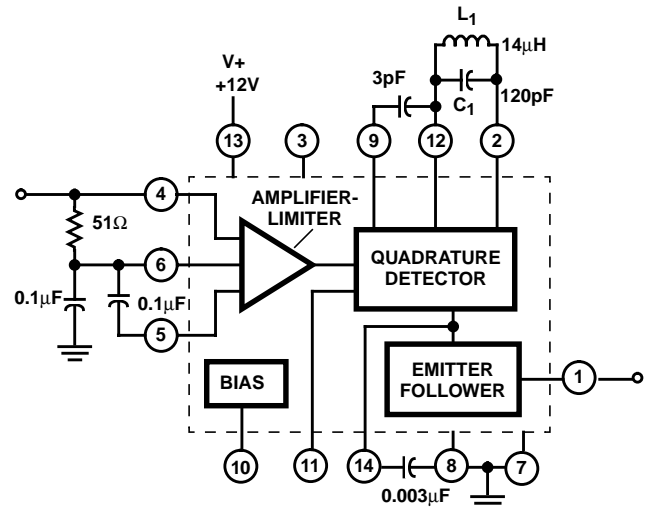 L1
14μH
V+
+12V
3pF
C1
120pF
13
3
9
12
2
4
AMPLIFIER-
LIMITER
51Ω
6
QUADRATURE
DETECTOR
0.1μF
0.1μF
5
BIAS
EMITTER
FOLLOWER
1
10
11
14
8
7
0.003μF